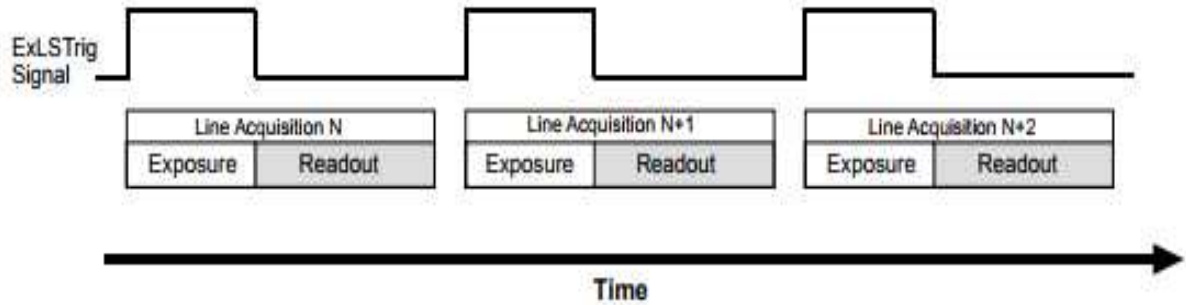 ExLSTrig
Signal
Line Acquisition N
Line Acquisition N+1
Line Acquisition N+2
Exposure
Readout
Exposure
Readout
Exposure
Readout
Time